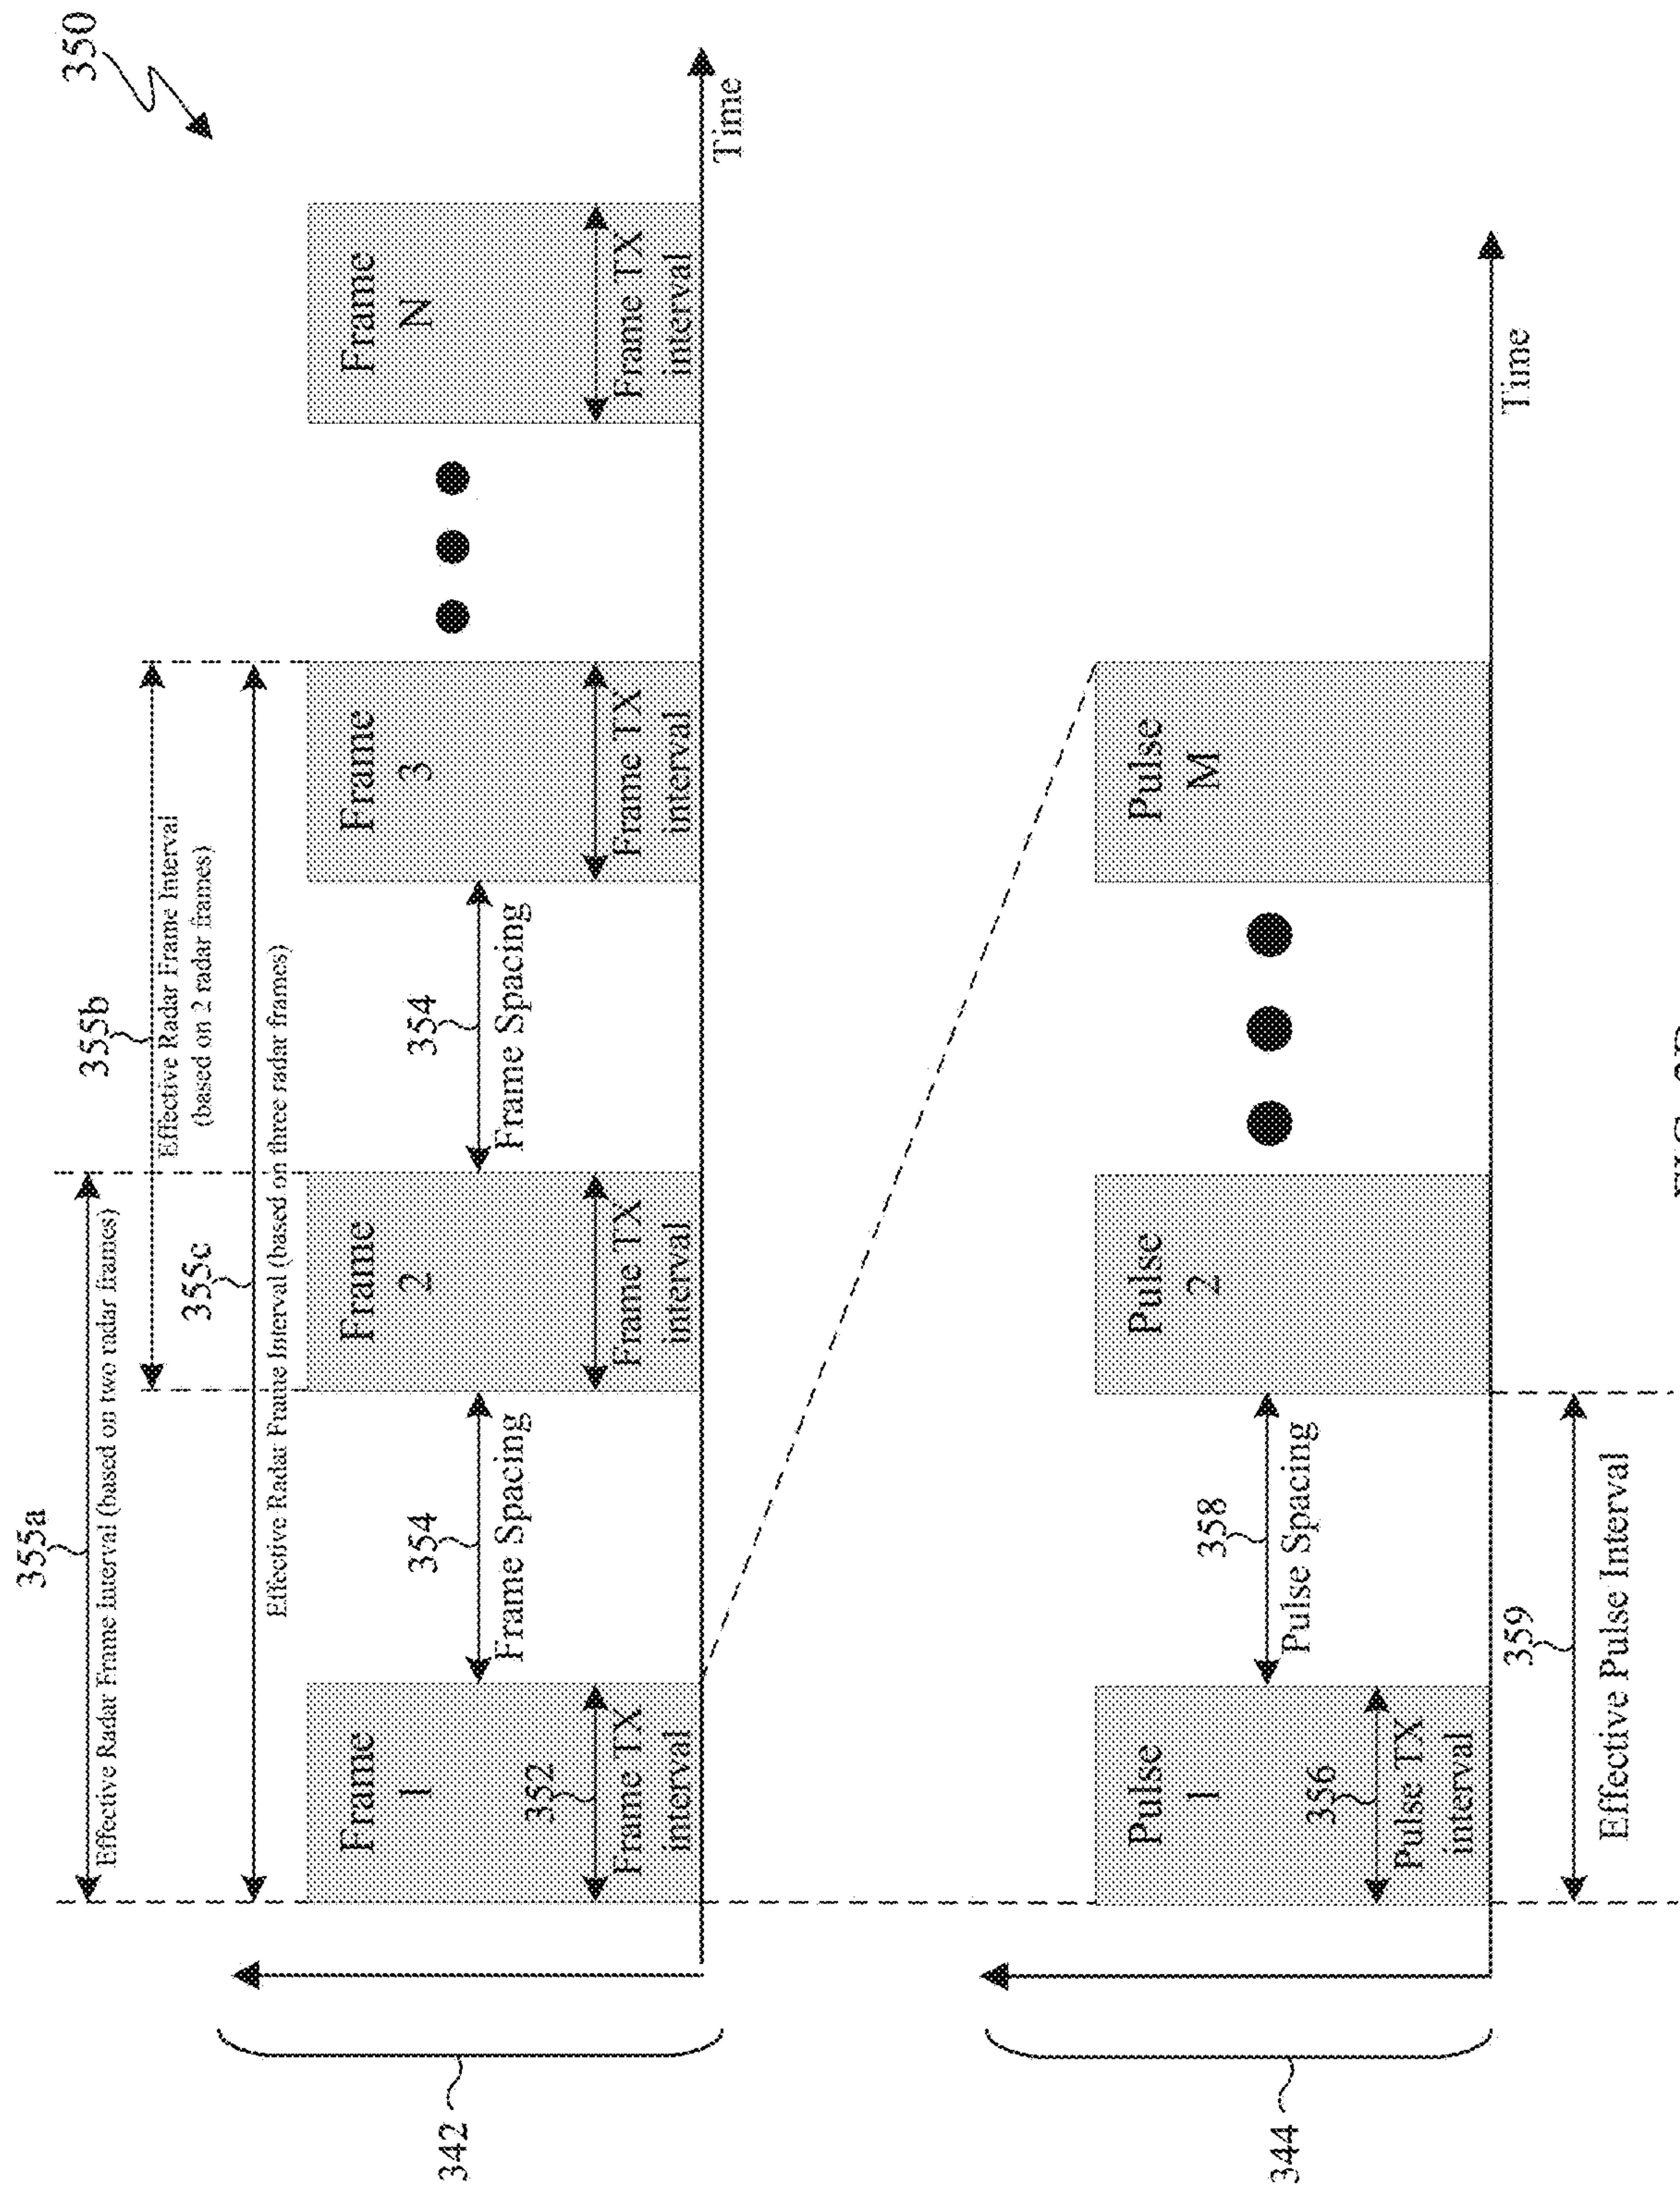 350
355a
Effective Radar Frame Interval (based on two radar frames)
355b
Effective Radar Frame Interval
(based on 2 radar frames)
355c
Effective Radar Frame Interval (based on three radar frames)
Frame
1
352
Frame TX
interval
354
Frame Spacing
Frame
2
Frame TX
interval
354
Frame Spacing
Frame
3
Frame TX
interval
Frame
N
Frame TX
interval
Time
342
Pulse
1
356
Pulse TX
interval
358
Pulse Spacing
Pulse
2
Pulse
M
Time
344
359
Effective Pulse Interval